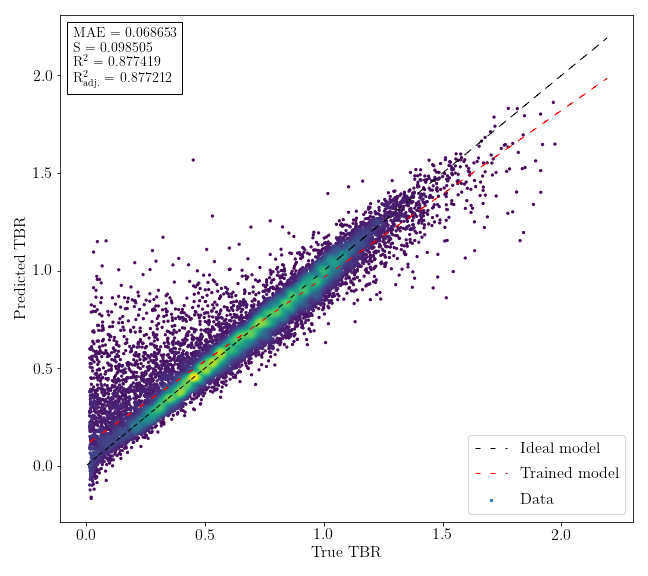 MAE = 0.068653
S = 0.098505
R² = 0.877419
R²adj. = 0.877212
2.0
1.5
1.0
0.5
0.0
Predicted TBR
Ideal model
Trained model
Data
0.0 0.5 1.0 1.5 2.0
True TBR